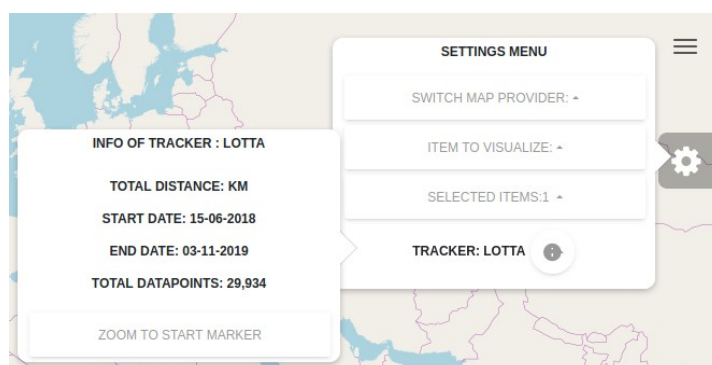 SETTINGS MENU
SWITCH MAP PROVIDER:
ITEM TO VISUALIZE:
SELECTED ITEMS:1
TRACKER: LOTTA
INFO OF TRACKER : LOTTA
TOTAL DISTANCE: KM
START DATE: 15-06-2018
END DATE: 03-11-2019
TOTAL DATAPOINTS: 29,934
ZOOM TO START MARKER